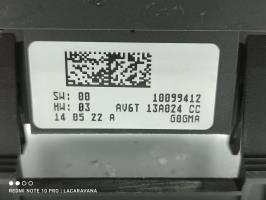 SW: 00 10099412
HW: 03 AV6T 13A024 CC
14 05 22 A G0GMA
REDMI NOTE 10 PRO | LACARAVANA